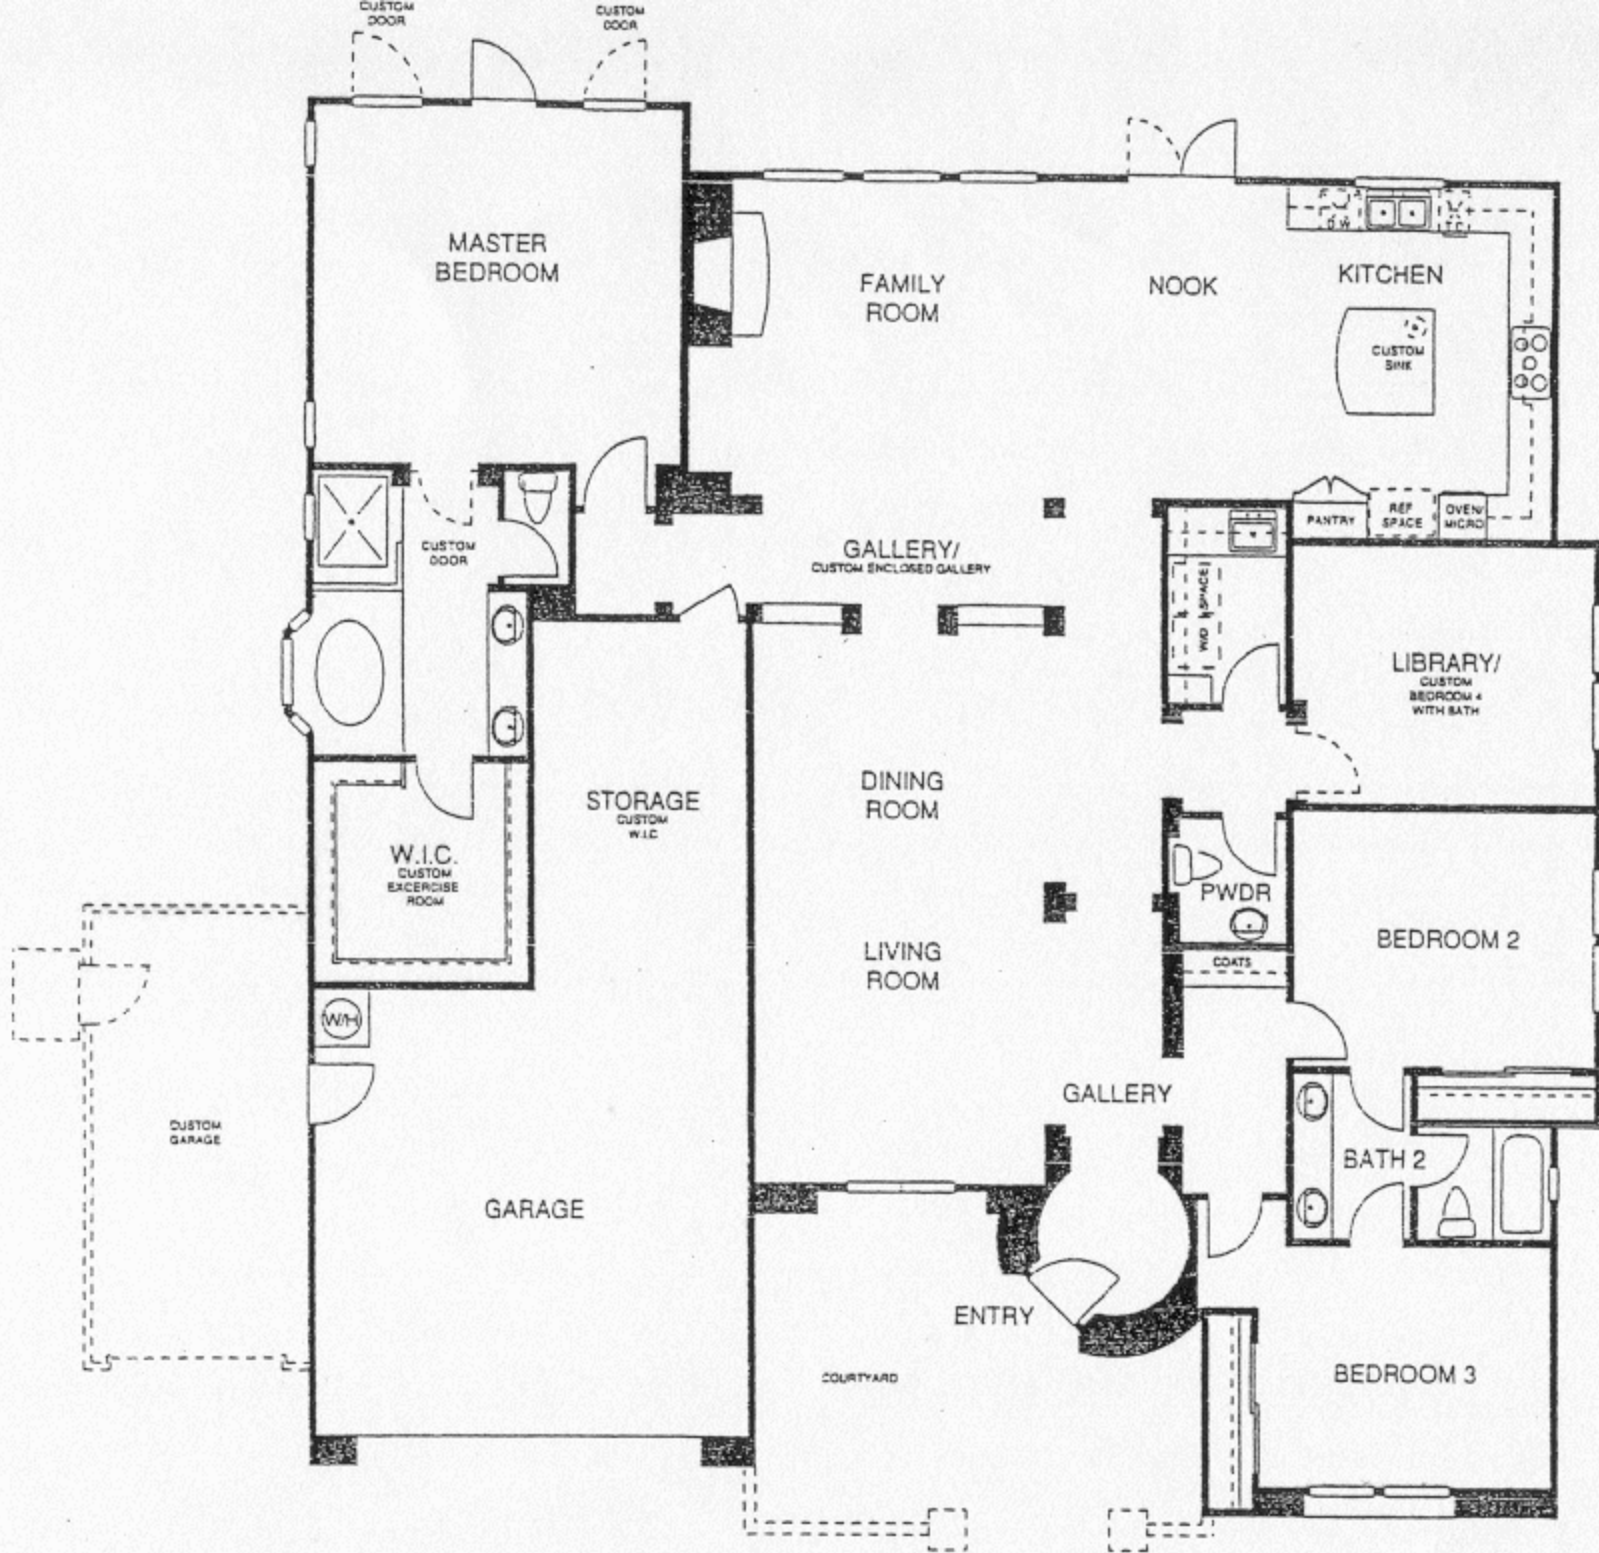 CUSTOM
DOOR
CUSTOM
DOOR
MASTER
BEDROOM
FAMILY
ROOM
NOOK
KITCHEN
D W
CUSTOM
SINK
CUSTOM
DOOR
GALLERY/
CUSTOM ENCLOSED GALLERY
PANTRY
REF
SPACE
OVEN/
MICRO
W/D SPACE
LIBRARY/
CUSTOM
BEDROOM 4
WITH BATH
STORAGE
CUSTOM
W.I.C
DINING
ROOM
W.I.C.
CUSTOM
EXCERCISE
ROOM
PWDR
COATS
LIVING
ROOM
BEDROOM 2
W/H
CUSTOM
GARAGE
GALLERY
BATH 2
GARAGE
ENTRY
COURTYARD
BEDROOM 3